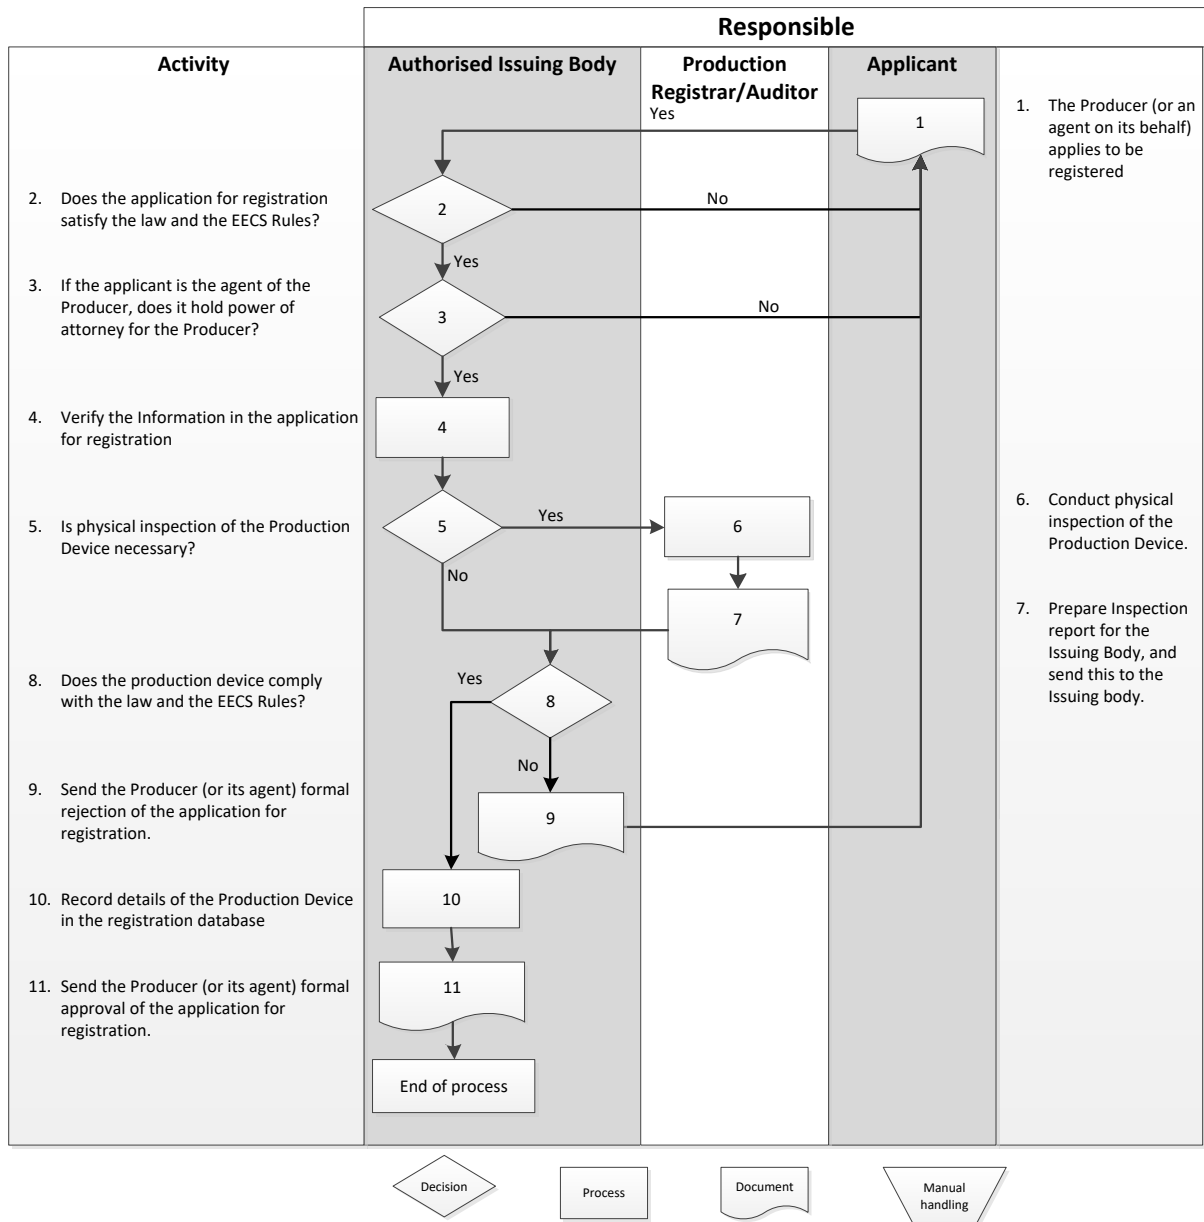 Responsible
Activity
Authorised Issuing Body
Production
Registrar/Auditor
Applicant
Yes
1
1. The Producer (or an
agent on its behalf)
applies to be
registered
2. Does the application for registration
satisfy the law and the EECS Rules?
2
No
Yes
3. If the applicant is the agent of the
Producer, does it hold power of
attorney for the Producer?
3
No
Yes
4. Verify the Information in the application
for registration
4
5. Is physical inspection of the Production
Device necessary?
5
Yes
6
6. Conduct physical
inspection of the
Production Device.
No
7
7. Prepare Inspection
report for the
Issuing Body, and
send this to the
Issuing body.
8. Does the production device comply
with the law and the EECS Rules?
Yes
8
No
9. Send the Producer (or its agent) formal
rejection of the application for
registration.
9
10. Record details of the Production Device
in the registration database
10
11. Send the Producer (or its agent) formal
approval of the application for
registration.
11
End of process
Decision
Process
Document
Manual
handling